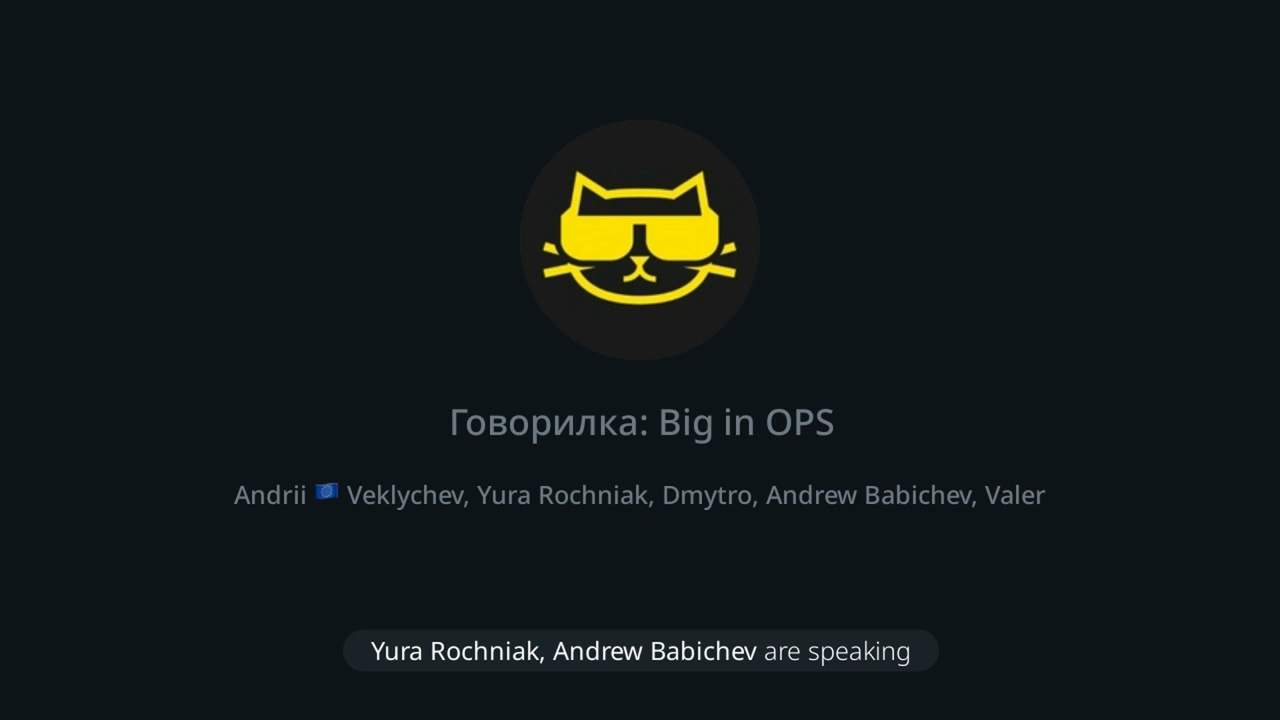 Говорилка: Big in OPS
Andrii 🇪🇺 Veklychev, Yura Rochniak, Dmytro, Andrew Babichev, Valer
Yura Rochniak, Andrew Babichev are speaking